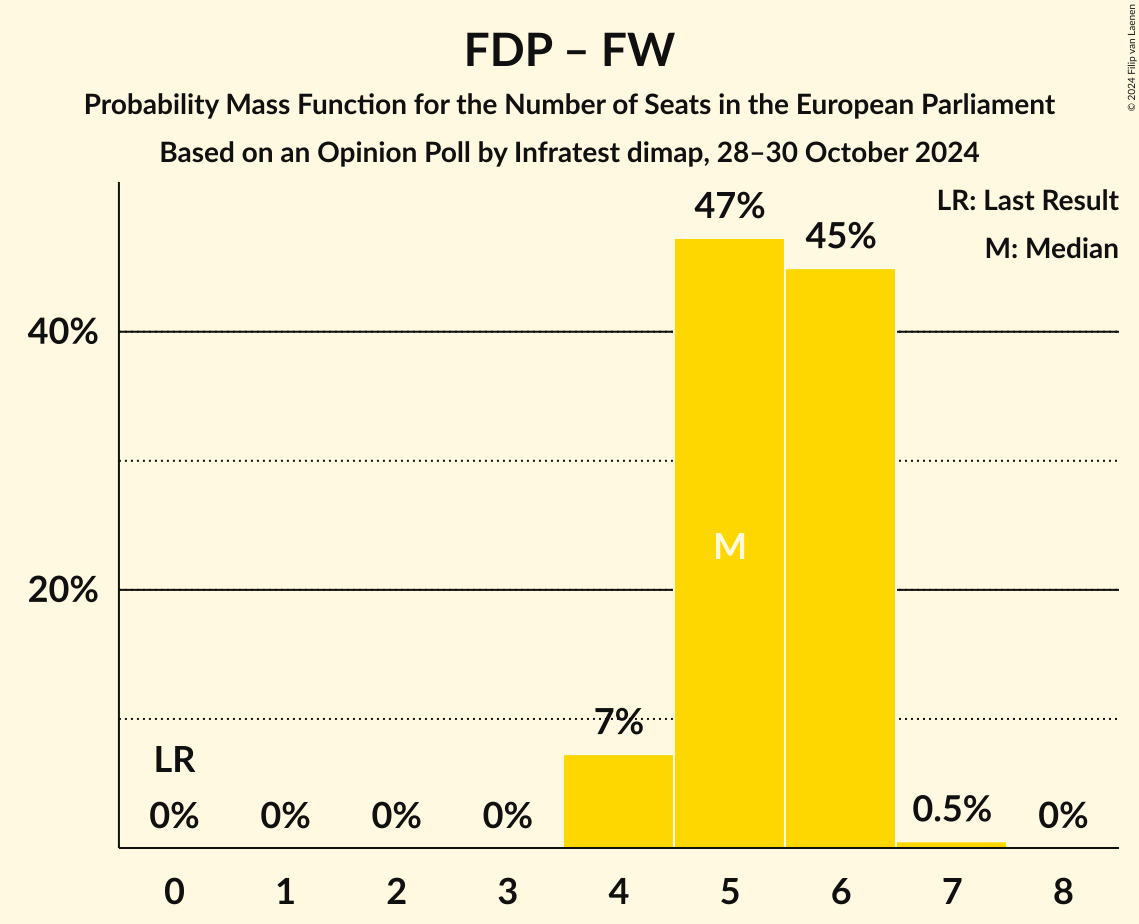 FDP – FW
Probability Mass Function for the Number of Seats in the European Parliament
Based on an Opinion Poll by Infratest dimap, 28–30 October 2024
© 2024 Filip van Laenen
LR: Last Result
M: Median
47%
45%
40%
M
20%
7%
LR
0%
0%
0%
0%
0.5%
0%
0 1 2 3 4 5 6 7 8